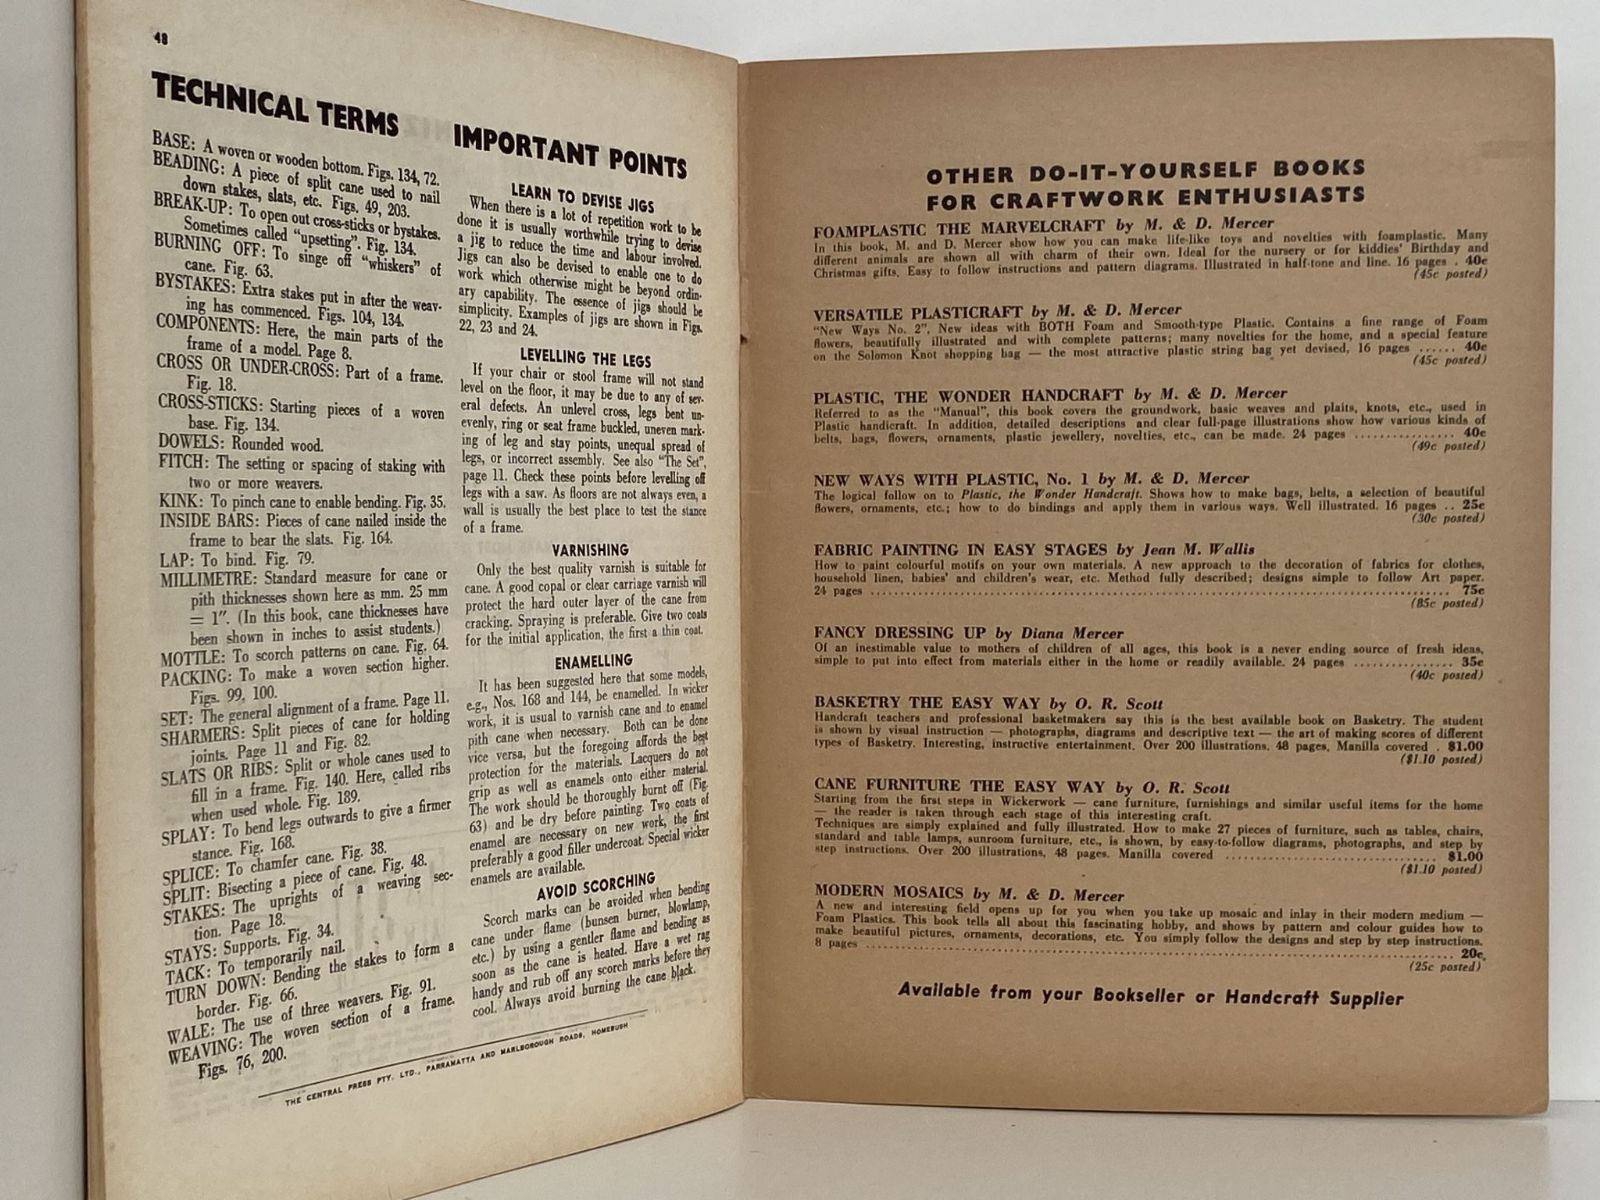 48
TECHNICAL TERMS
BASE: A woven or wooden bottom. Figs. 134, 72.
BEADING: A piece of split cane used to nail
down stakes, slats, etc. Figs. 49, 203.
BREAK-UP: To open out cross-sticks or bystakes.
Sometimes called "upsetting". Fig. 134.
BURNING OFF: To singe off "whiskers" of
cane. Fig. 63.
BYSTAKES: Extra stakes put in after the weav-
ing has commenced. Figs. 104, 134.
COMPONENTS: Here, the main parts of the
frame of a model. Page 8.
CROSS OR UNDER-CROSS: Part of a frame.
Fig. 18.
CROSS-STICKS: Starting pieces of a woven
base. Fig. 134.
DOWELS: Rounded wood.
FITCH: The setting or spacing of staking with
two or more weavers.
KINK: To pinch cane to enable bending. Fig. 35.
INSIDE BARS: Pieces of cane nailed inside the
frame to bear the slats. Fig. 164.
LAP: To bind. Fig. 79.
MILLIMETRE: Standard measure for cane or
pith thicknesses shown here as mm. 25 mm
= 1". (In this book, cane thicknesses have
been shown in inches to assist students.)
MOTTLE: To scorch patterns on cane. Fig. 64.
PACKING: To make a woven section higher.
Figs. 99, 100.
SET: The general alignment of a frame. Page 11.
SHARMERS: Split pieces of cane for holding
joints. Page 11 and Fig. 82.
SLATS OR RIBS: Split or whole canes used to
fill in a frame. Fig. 140. Here, called ribs
when used whole. Fig. 189.
SPLAY: To bend legs outwards to give a firmer
stance. Fig. 168.
SPLICE: To chamfer cane. Fig. 38.
SPLIT: Bisecting a piece of cane. Fig. 48.
STAKES: The uprights of a weaving sec-
tion. Page 18.
STAYS: Supports. Fig. 34.
TACK: To temporarily nail.
TURN DOWN: Bending the stakes to form a
border. Fig. 66.
WALE: The use of three weavers. Fig. 91.
WEAVING: The woven section of a frame.
Figs. 76, 200.
IMPORTANT POINTS
LEARN TO DEVISE JIGS
When there is a lot of repetition work to be
done it is usually worthwhile trying to devise
a jig to reduce the time and labour involved.
Jigs can also be devised to enable one to do
work which otherwise might be beyond ordin-
ary capability. The essence of jigs should be
simplicity. Examples of jigs are shown in Figs.
22, 23 and 24.
LEVELLING THE LEGS
If your chair or stool frame will not stand
level on the floor, it may be due to any of sev-
eral defects. An unlevel cross, legs bent un-
evenly, ring or seat frame buckled, uneven mark-
ing of leg and stay points, unequal spread of
legs, or incorrect assembly. See also "The Set",
page 11. Check these points before levelling off
legs with a saw. As floors are not always even, a
wall is usually the best place to test the stance
of a frame.
VARNISHING
Only the best quality varnish is suitable for
cane. A good copal or clear carriage varnish will
protect the hard outer layer of the cane from
cracking. Spraying is preferable. Give two coats
for the initial application, the first a thin coat.
ENAMELLING
It has been suggested here that some models,
e.g., Nos. 168 and 144, be enamelled. In wicker
work, it is usual to varnish cane and to enamel
pith cane when necessary. Both can be done
vice versa, but the foregoing affords the best
protection for the materials. Lacquers do not
grip as well as enamels onto either material.
The work should be thoroughly burnt off (Fig.
63) and be dry before painting. Two coats of
enamel are necessary on new work, the first
preferably a good filler undercoat. Special wicker
enamels are available.
AVOID SCORCHING
Scorch marks can be avoided when bending
cane under flame (bunsen burner, blowlamp,
etc.) by using a gentler flame and bending as
soon as the cane is heated. Have a wet rag
handy and rub off any scorch marks before they
cool. Always avoid burning the cane black.
THE CENTRAL PRESS PTY. LTD., PARRAMATTA AND MARLBOROUGH ROADS, HOMEBUSH
OTHER DO-IT-YOURSELF BOOKS
FOR CRAFTWORK ENTHUSIASTS
FOAMPLASTIC THE MARVELCRAFT by M. & D. Mercer
In this book, M. and D. Mercer show how you can make life-like toys and novelties with foamplastic. Many
different animals are shown all with charm of their own. Ideal for the nursery or for kiddies' Birthday and
Christmas gifts. Easy to follow instructions and pattern diagrams. Illustrated in half-tone and line. 16 pages . 40c
(45c posted)
VERSATILE PLASTICRAFT by M. & D. Mercer
"New Ways No. 2". New ideas with BOTH Foam and Smooth-type Plastic. Contains a fine range of Foam
flowers, beautifully illustrated and with complete patterns; many novelties for the home, and a special feature
on the Solomon Knot shopping bag — the most attractive plastic string bag yet devised, 16 pages ...... 40c
(45c posted)
PLASTIC, THE WONDER HANDCRAFT by M. & D. Mercer
Referred to as the "Manual", this book covers the groundwork, basic weaves and plaits, knots, etc., used in
Plastic handicraft. In addition, detailed descriptions and clear full-page illustrations show how various kinds of
belts, bags, flowers, ornaments, plastic jewellery, novelties, etc., can be made. 24 pages ............... 40c
(49c posted)
NEW WAYS WITH PLASTIC, No. 1 by M. & D. Mercer
The logical follow on to Plastic, the Wonder Handcraft. Shows how to make bags, belts, a selection of beautiful
flowers, ornaments, etc.; how to do bindings and apply them in various ways. Well illustrated. 16 pages .. 25c
(30c posted)
FABRIC PAINTING IN EASY STAGES by Jean M. Wallis
How to paint colourful motifs on your own materials. A new approach to the decoration of fabrics for clothes,
household linen, babies' and children's wear, etc. Method fully described; designs simple to follow Art paper.
24 pages .................................................. 75c
(85c posted)
FANCY DRESSING UP by Diana Mercer
Of an inestimable value to mothers of children of all ages, this book is a never ending source of fresh ideas,
simple to put into effect from materials either in the home or readily available. 24 pages ............... 35c
(40c posted)
BASKETRY THE EASY WAY by O. R. Scott
Handcraft teachers and professional basketmakers say this is the best available book on Basketry. The student
is shown by visual instruction — photographs, diagrams and descriptive text — the art of making scores of different
types of Basketry. Interesting, instructive entertainment. Over 200 illustrations, 48 pages, Manilla covered . $1.00
($1.10 posted)
CANE FURNITURE THE EASY WAY by O. R. Scott
Starting from the first steps in Wickerwork — cane furniture, furnishings and similar useful items for the home
— the reader is taken through each stage of this interesting craft.
Techniques are simply explained and fully illustrated. How to make 27 pieces of furniture, such as tables, chairs,
standard and table lamps, sunroom furniture, etc., is shown, by easy-to-follow diagrams, photographs, and step by
step instructions. Over 200 illustrations, 48 pages. Manilla covered .................................... $1.00
($1.10 posted)
MODERN MOSAICS by M. & D. Mercer
A new and interesting field opens up for you when you take up mosaic and inlay in their modern medium —
Foam Plastics. This book tells all about this fascinating hobby, and shows by pattern and colour guides how to
make beautiful pictures, ornaments, decorations, etc. You simply follow the designs and step by step instructions.
8 pages .................................................. 20c
(25c posted)
Available from your Bookseller or Handcraft Supplier